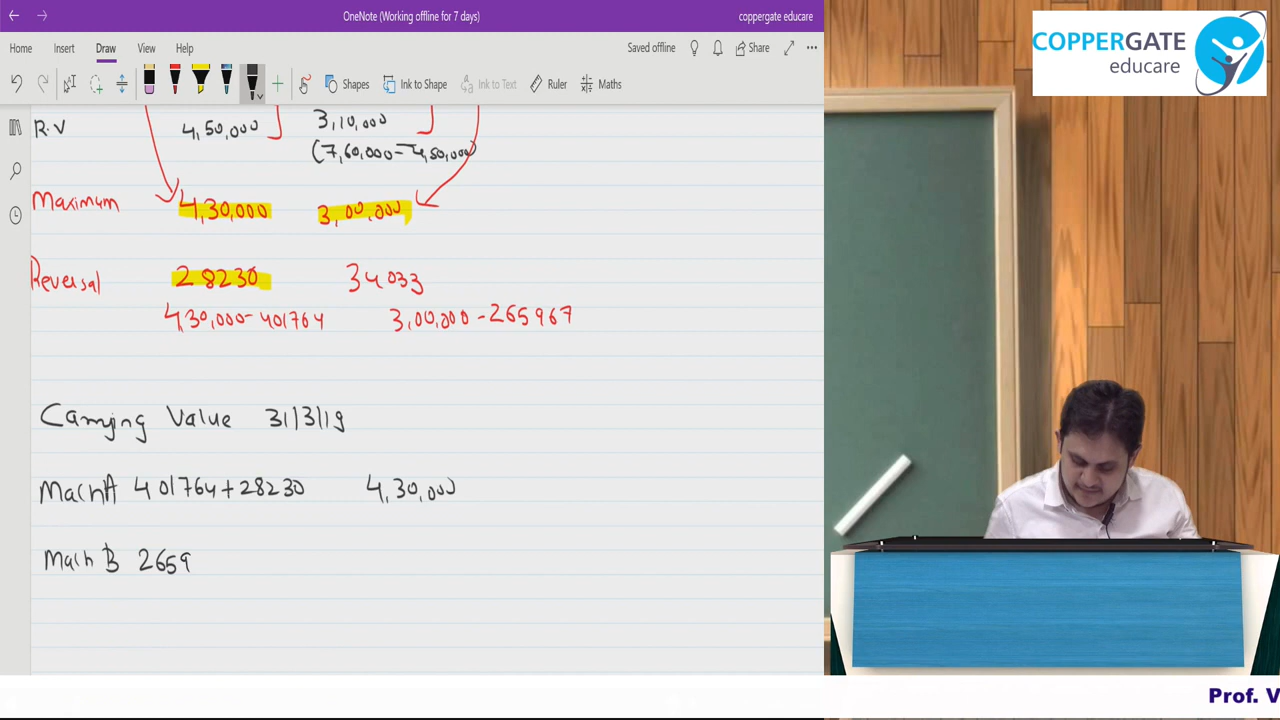 OneNote (Working offline for 7 days)
coppergate educare
Home Insert Draw View Help
Saved offline
Share
Shapes
Ink to Shape
Ink to Text
Ruler
Maths
COPPERGATE
educare
R.V 4,50,000 3,10,000
(7,60,000-4,50,000)
Maximum 4,30,000 3,00,000
Reversal 28230 34033
4,30,000-401764 3,00,000-265967
Carrying Value 31/3/19
Mach A 401764+28230 4,30,000
Mach B 2659
Prof. V